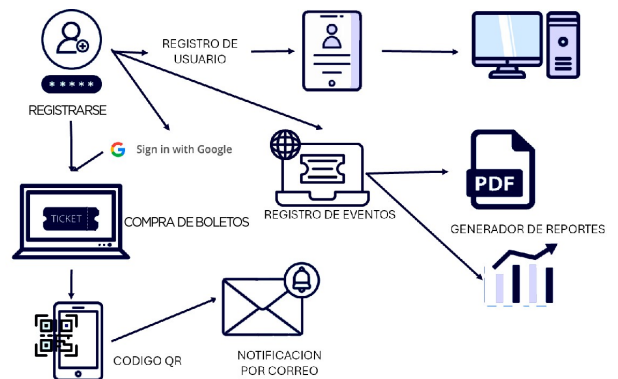 REGISTRO DE
USUARIO
* * * * *
REGISTRARSE
Sign in with Google
TICKET
COMPRA DE BOLETOS
REGISTRO DE EVENTOS
PDF
GENERADOR DE REPORTES
CODIGO QR
NOTIFICACION
POR CORREO